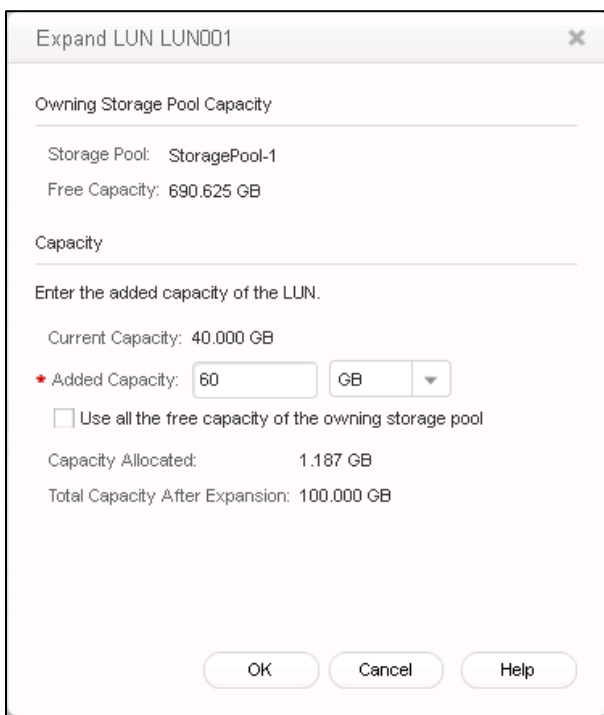 Expand LUN LUN001
Owning Storage Pool Capacity
Storage Pool: StoragePool-1
Free Capacity: 690.625 GB
Capacity
Enter the added capacity of the LUN.
Current Capacity: 40.000 GB
* Added Capacity: 60 GB
Use all the free capacity of the owning storage pool
Capacity Allocated: 1.187 GB
Total Capacity After Expansion: 100.000 GB
OK Cancel Help